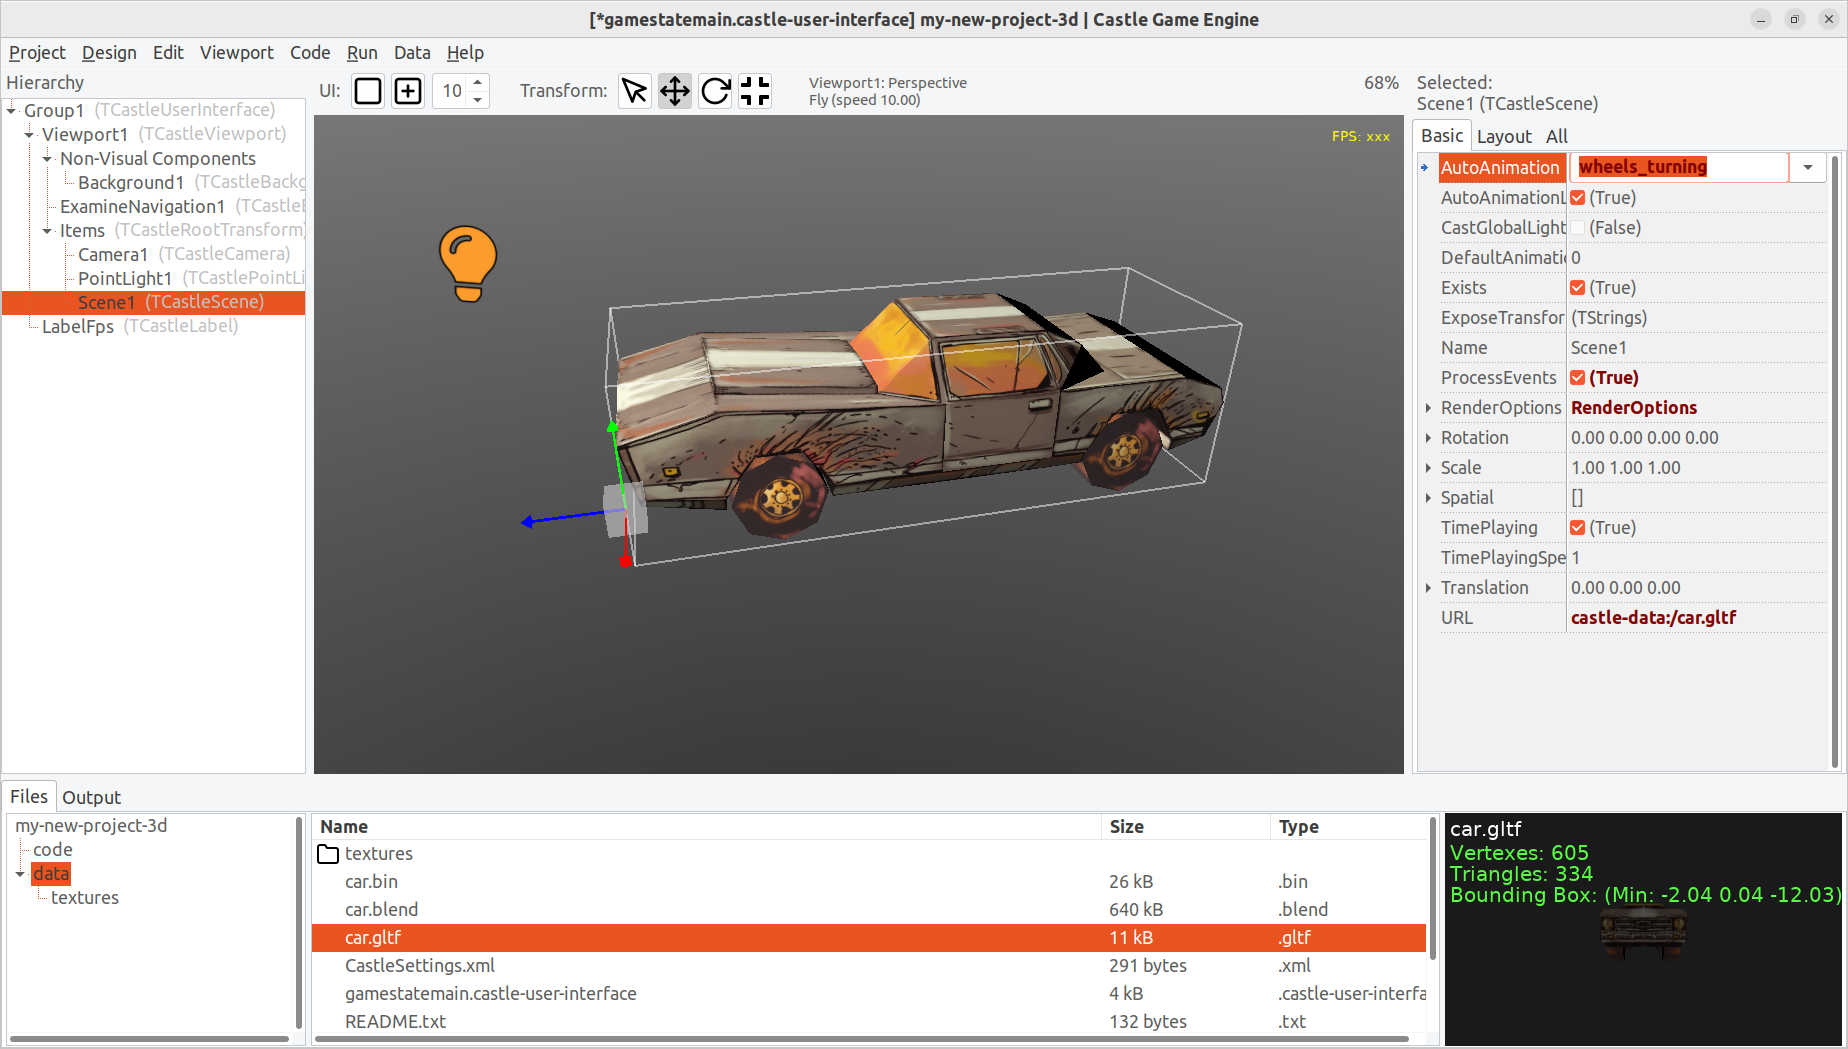 [*gamestatemain.castle-user-interface] my-new-project-3d | Castle Game Engine
Project Design Edit Viewport Code Run Data Help
Hierarchy
Group1 (TCastleUserInterface)
Viewport1 (TCastleViewport)
Non-Visual Components
Background1 (TCastleBackg
ExamineNavigation1 (TCastleE
Items (TCastleRootTransform)
Camera1 (TCastleCamera)
PointLight1 (TCastlePointLi
Scene1 (TCastleScene)
LabelFps (TCastleLabel)
UI: 10 Transform:
Viewport1: Perspective
Fly (speed 10.00)
68%
FPS: xxx
Selected:
Scene1 (TCastleScene)
Basic Layout All
AutoAnimation wheels_turning
AutoAnimationL (True)
CastGlobalLight (False)
DefaultAnimatic 0
Exists (True)
ExposeTransfor (TStrings)
Name Scene1
ProcessEvents (True)
RenderOptions RenderOptions
Rotation 0.00 0.00 0.00 0.00
Scale 1.00 1.00 1.00
Spatial []
TimePlaying (True)
TimePlayingSpe 1
Translation 0.00 0.00 0.00
URL castle-data:/car.gltf
Files Output
my-new-project-3d
code
data
textures
Name Size Type
textures
car.bin 26 kB .bin
car.blend 640 kB .blend
car.gltf 11 kB .gltf
CastleSettings.xml 291 bytes .xml
gamestatemain.castle-user-interface 4 kB .castle-user-interfa
README.txt 132 bytes .txt
car.gltf
Vertexes: 605
Triangles: 334
Bounding Box: (Min: -2.04 0.04 -12.03)